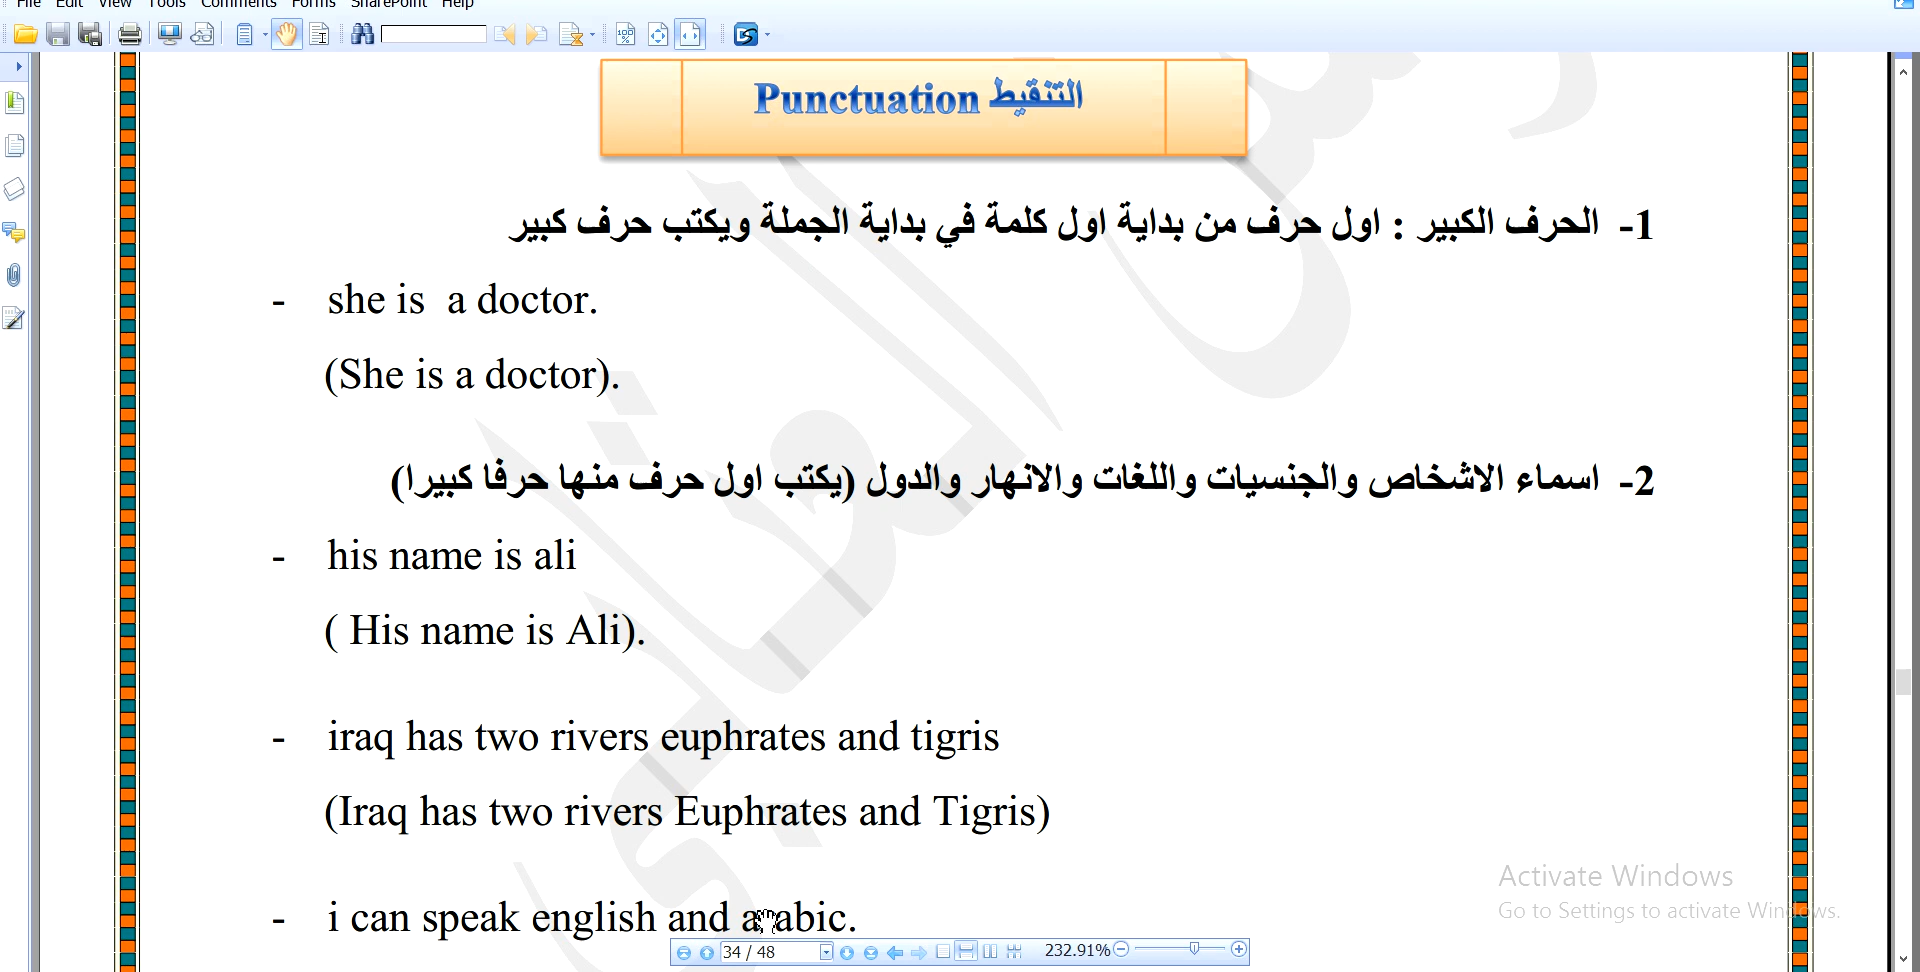 File Edit View Tools Comments Forms SharePoint Help
Punctuation التنقيط
1- الحرف الكبير : اول حرف من بداية اول كلمة في بداية الجملة ويكتب حرف كبير
- she is a doctor.
(She is a doctor).
2- اسماء الاشخاص والجنسيات واللغات والانهار والدول (يكتب اول حرف منها حرفا كبيرا)
- his name is ali
( His name is Ali).
- iraq has two rivers euphrates and tigris
(Iraq has two rivers Euphrates and Tigris)
Activate Windows
Go to Settings to activate Windows.
- i can speak english and arabic.
34 / 48
232.91%